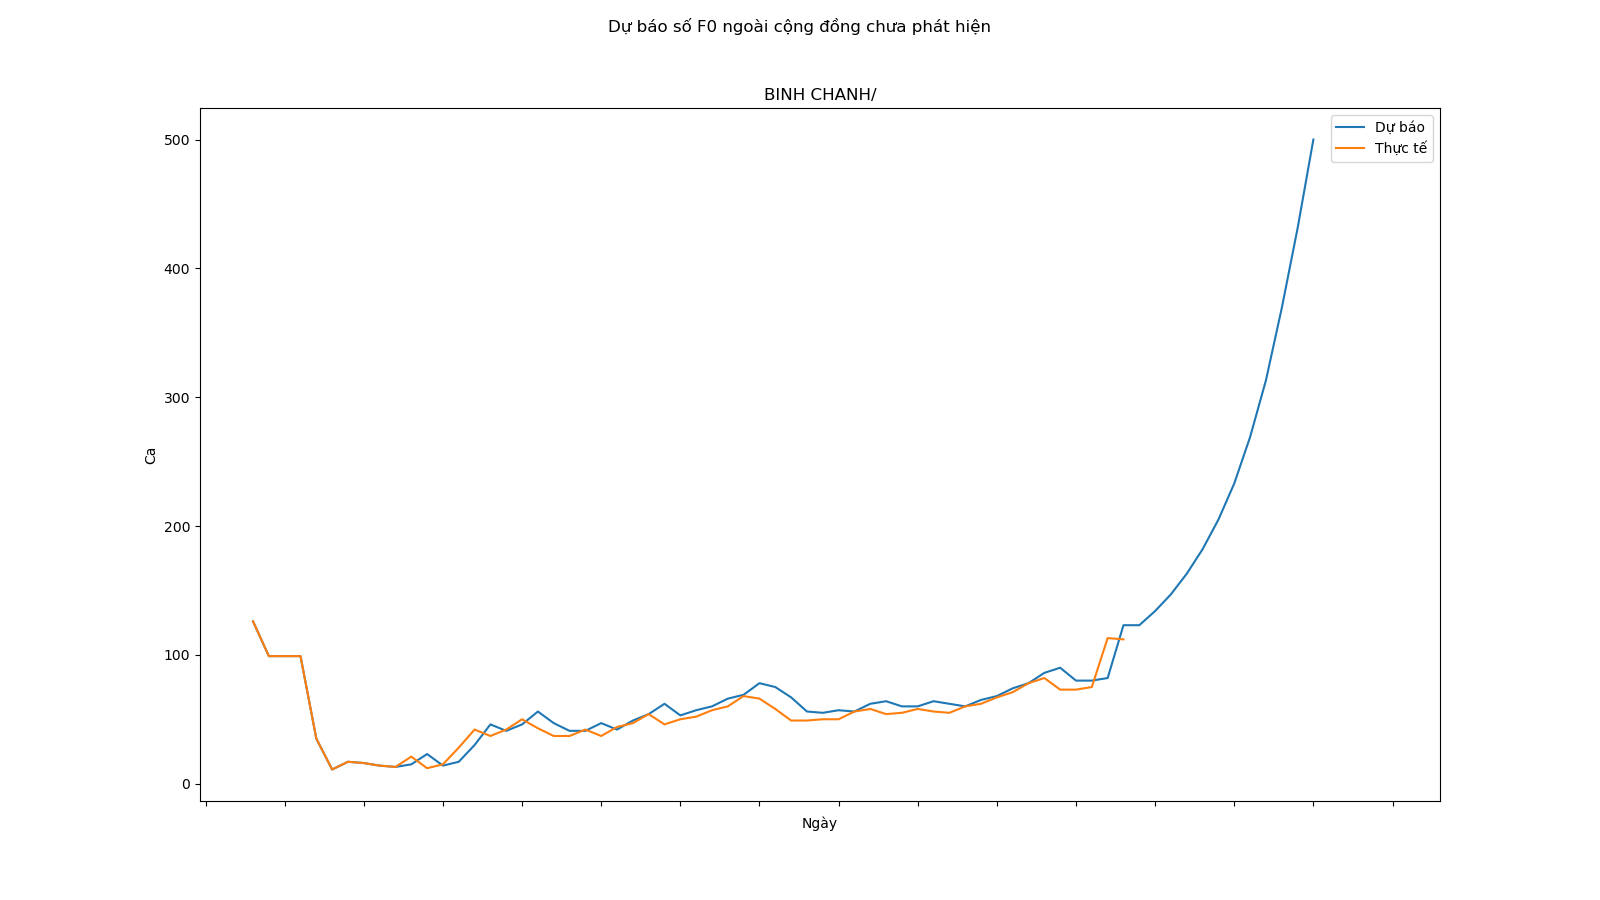 Dự báo số F0 ngoài cộng đồng chưa phát hiện
BINH CHANH/
Dự báo
Thực tế
500
400
300
200
100
0
Ca
Ngày